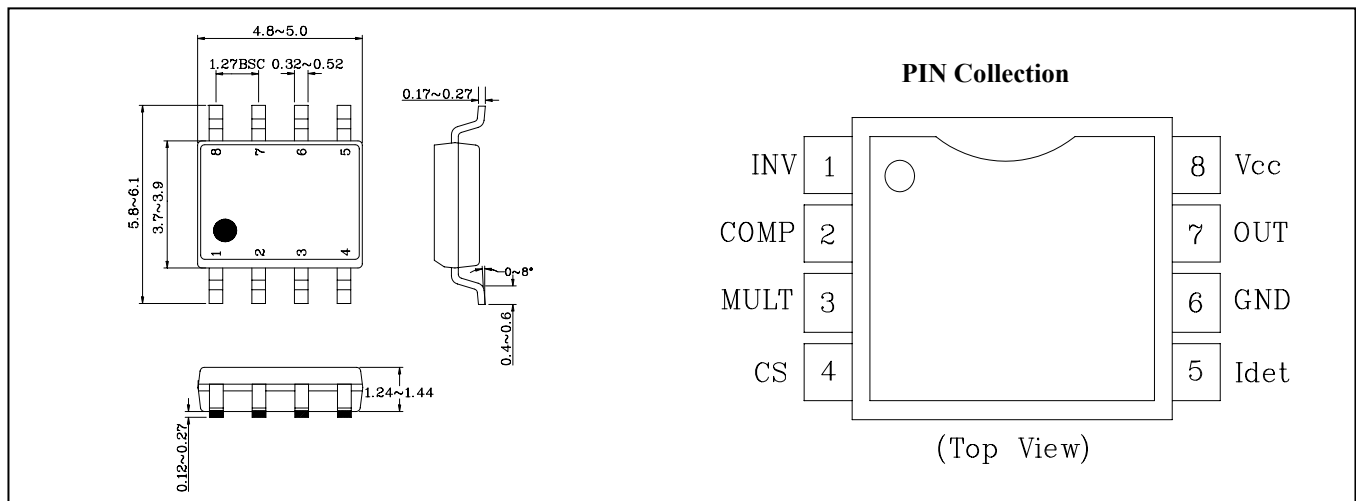 4.8~5.0
1.27BSC 0.32~0.52
0.17~0.27
8 7 6 5
5.8~6.1
3.7~3.9
1 2 3 4
0~8°
0.4~0.6
1.24~1.44
0.12~0.27
PIN Collection
INV 1 8 Vcc
COMP 2 7 OUT
MULT 3 6 GND
CS 4 5 Idet
(Top View)